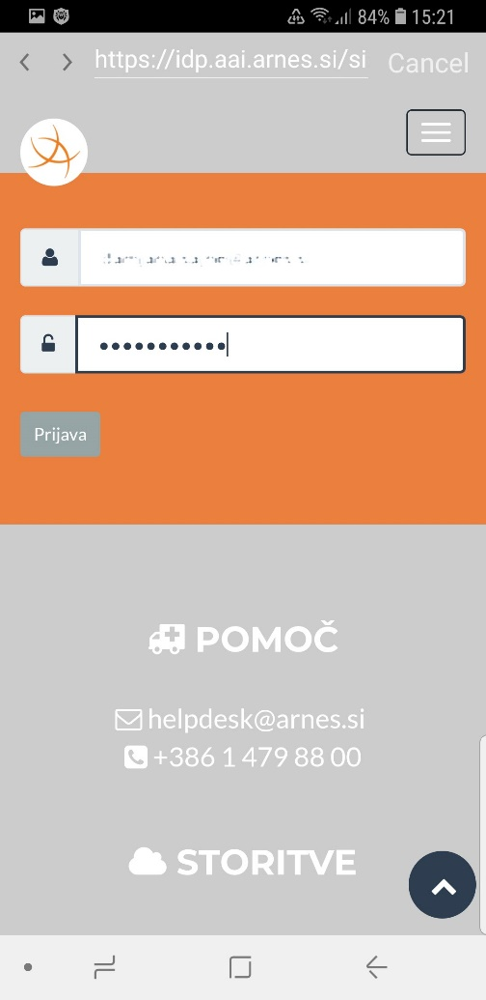 84% 15:21
https://idp.aai.arnes.si/si Cancel
•••••••••••
Prijava
POMOČ
helpdesk@arnes.si
+386 1 479 88 00
STORITVE